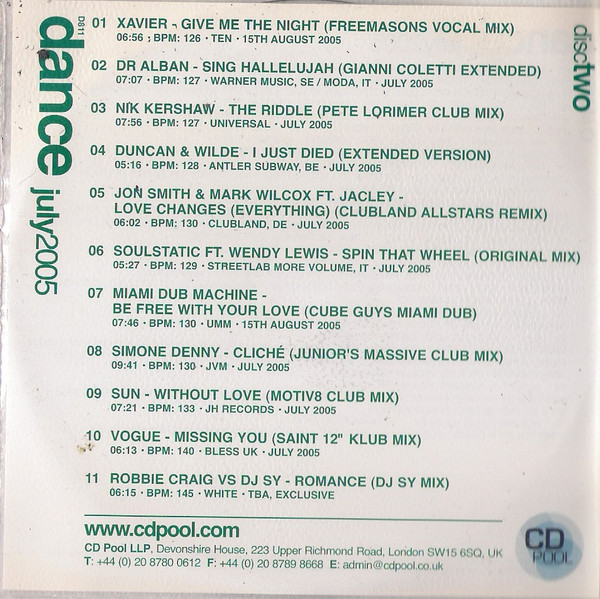 D811
dance july2005
disctwo
01 XAVIER - GIVE ME THE NIGHT (FREEMASONS VOCAL MIX)
06:56 · BPM: 126 · TEN · 15TH AUGUST 2005
02 DR ALBAN - SING HALLELUJAH (GIANNI COLETTI EXTENDED)
07:07 · BPM: 127 · WARNER MUSIC, SE / MODA, IT · JULY 2005
03 NIK KERSHAW - THE RIDDLE (PETE LORIMER CLUB MIX)
07:56 · BPM: 127 · UNIVERSAL · JULY 2005
04 DUNCAN & WILDE - I JUST DIED (EXTENDED VERSION)
05:16 · BPM: 128 · ANTLER SUBWAY, BE · JULY 2005
05 JON SMITH & MARK WILCOX FT. JACLEY -
LOVE CHANGES (EVERYTHING) (CLUBLAND ALLSTARS REMIX)
06:02 · BPM: 130 · CLUBLAND, DE · JULY 2005
06 SOULSTATIC FT. WENDY LEWIS - SPIN THAT WHEEL (ORIGINAL MIX)
05:27 · BPM: 129 · STREETLAB MORE VOLUME, IT · JULY 2005
07 MIAMI DUB MACHINE -
BE FREE WITH YOUR LOVE (CUBE GUYS MIAMI DUB)
07:46 · BPM: 130 · UMM · 15TH AUGUST 2005
08 SIMONE DENNY - CLICHÉ (JUNIOR'S MASSIVE CLUB MIX)
09:41 · BPM: 130 · JVM · JULY 2005
09 SUN - WITHOUT LOVE (MOTIV8 CLUB MIX)
07:21 · BPM: 133 · JH RECORDS · JULY 2005
10 VOGUE - MISSING YOU (SAINT 12" KLUB MIX)
06:13 · BPM: 140 · BLESS UK · JULY 2005
11 ROBBIE CRAIG VS DJ SY - ROMANCE (DJ SY MIX)
06:15 · BPM: 145 · WHITE · TBA, EXCLUSIVE
www.cdpool.com
CD Pool LLP, Devonshire House, 223 Upper Richmond Road, London SW15 6SQ, UK
T: +44 (0) 20 8780 0612 F: +44 (0) 20 8789 8668 E: admin@cdpool.co.uk
CD
POOL